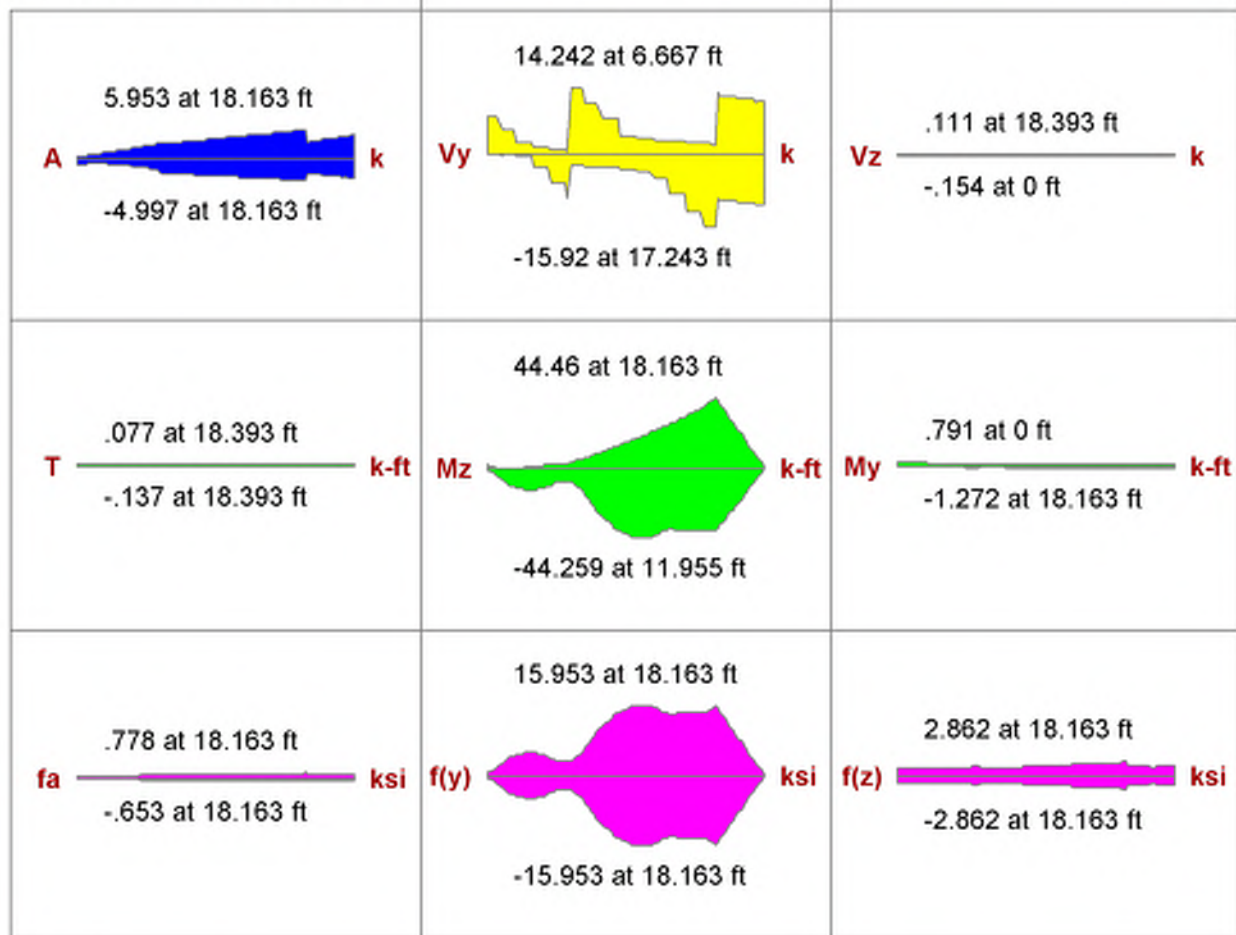 5.953 at 18.163 ft
A k
-4.997 at 18.163 ft
14.242 at 6.667 ft
Vy k
-15.92 at 17.243 ft
.111 at 18.393 ft
Vz k
-.154 at 0 ft
.077 at 18.393 ft
T k-ft
-.137 at 18.393 ft
44.46 at 18.163 ft
Mz k-ft
-44.259 at 11.955 ft
.791 at 0 ft
My k-ft
-1.272 at 18.163 ft
.778 at 18.163 ft
fa ksi
-.653 at 18.163 ft
15.953 at 18.163 ft
f(y) ksi
-15.953 at 18.163 ft
2.862 at 18.163 ft
f(z) ksi
-2.862 at 18.163 ft